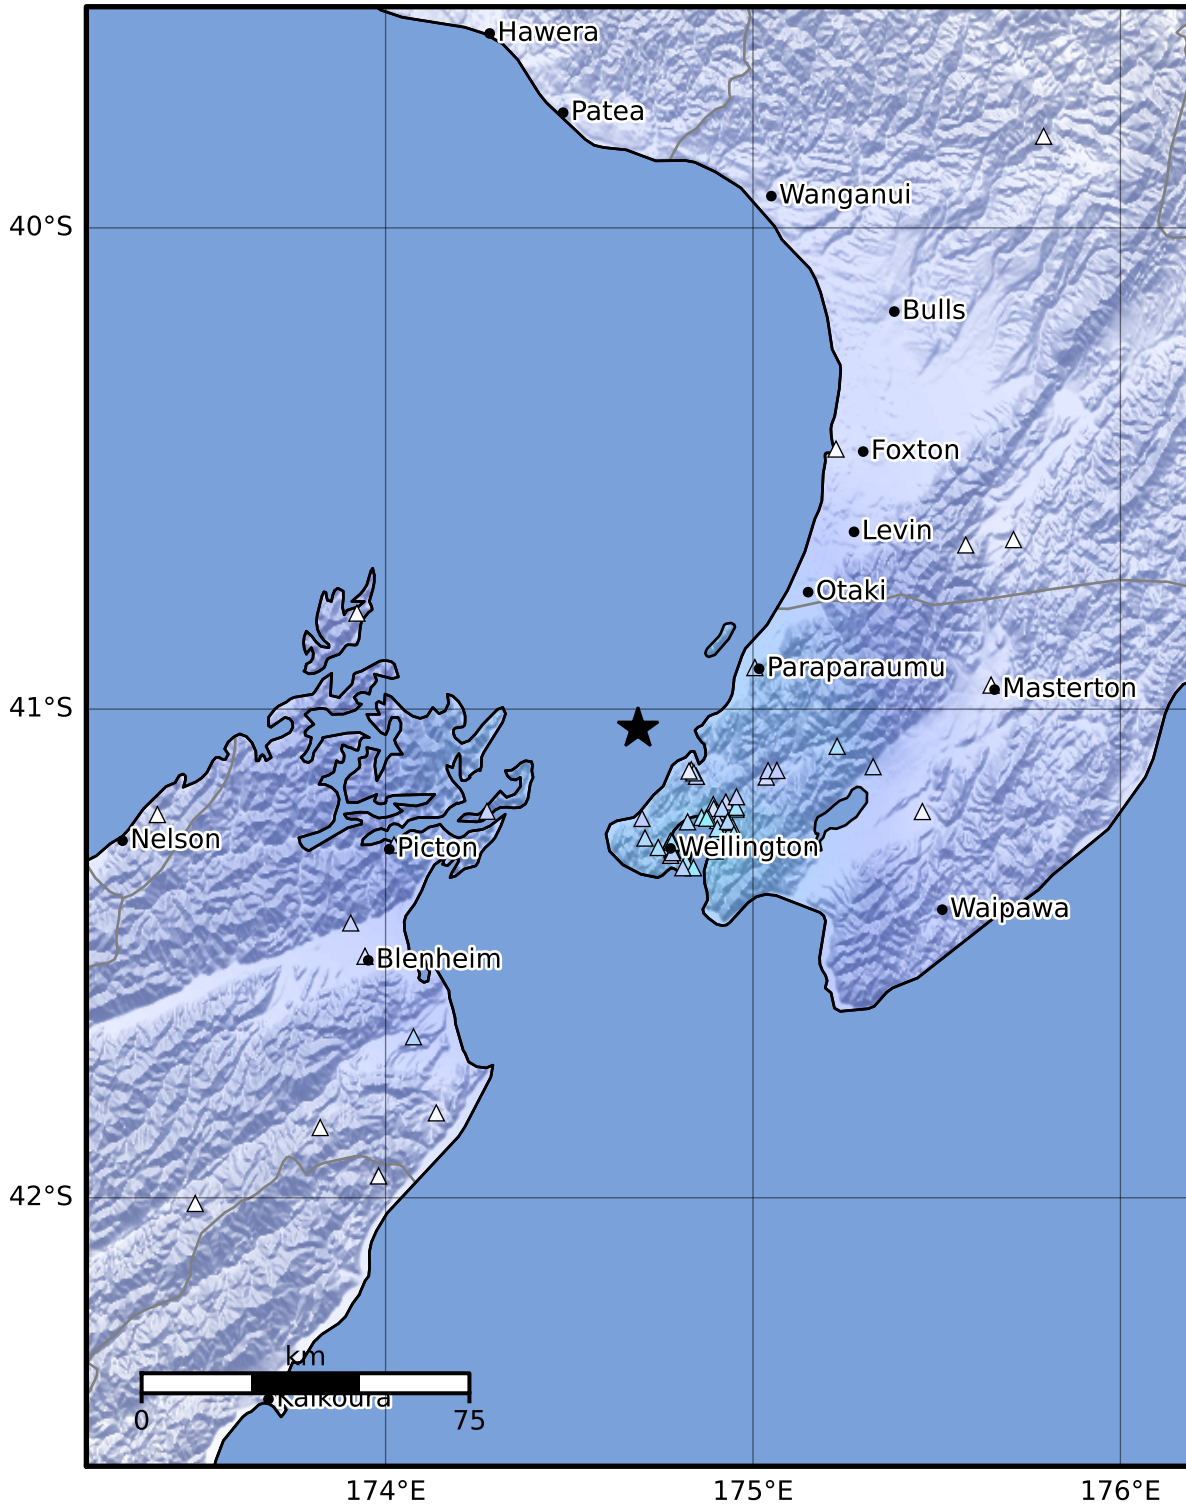 Hawera
Patea
Wanganui
40°S
Bulls
Foxton
Levin
Otaki
Paraparaumu
Masterton
41°S
Nelson
Picton
Wellington
Waipawa
Blenheim
42°S
km
Kaikoura
0
75
174°E
175°E
176°E